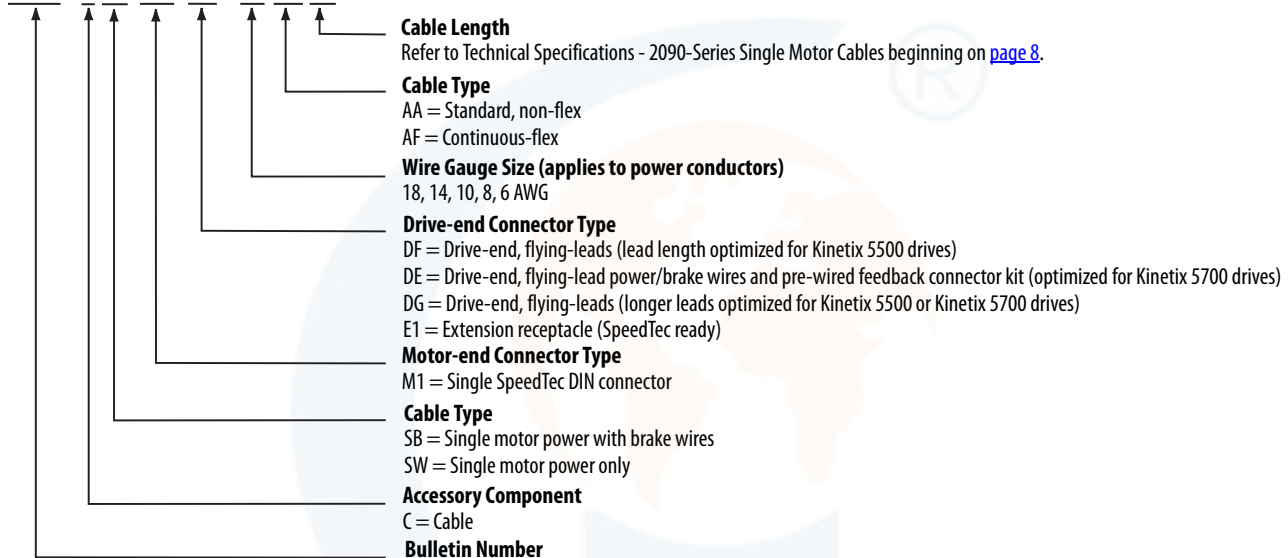 Cable Length
Refer to Technical Specifications - 2090-Series Single Motor Cables beginning on page 8.
Cable Type
AA = Standard, non-flex
AF = Continuous-flex
Wire Gauge Size (applies to power conductors)
18, 14, 10, 8, 6 AWG
Drive-end Connector Type
DF = Drive-end, flying-leads (lead length optimized for Kinetix 5500 drives)
DE = Drive-end, flying-lead power/brake wires and pre-wired feedback connector kit (optimized for Kinetix 5700 drives)
DG = Drive-end, flying-leads (longer leads optimized for Kinetix 5500 or Kinetix 5700 drives)
E1 = Extension receptacle (SpeedTec ready)
Motor-end Connector Type
M1 = Single SpeedTec DIN connector
Cable Type
SB = Single motor power with brake wires
SW = Single motor power only
Accessory Component
C = Cable
Bulletin Number
®